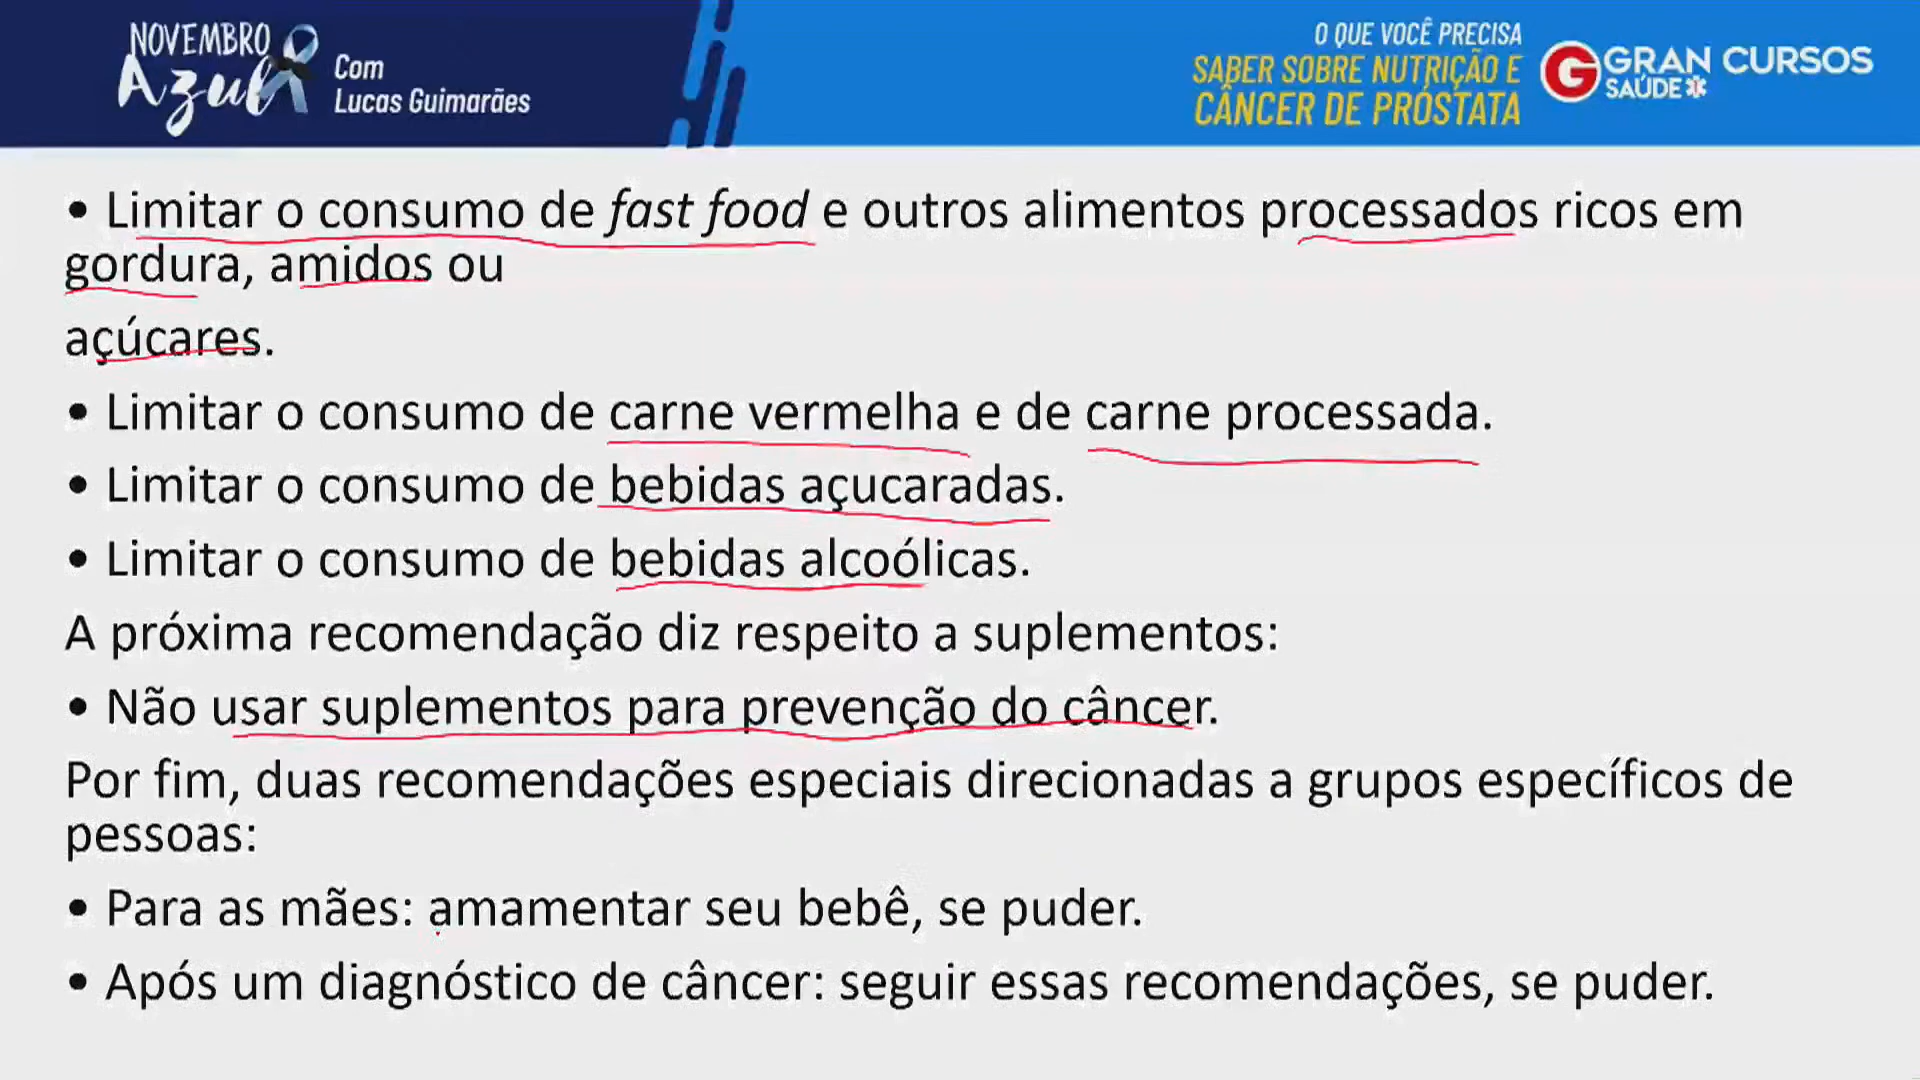 NOVEMBRO
Azul
Com
Lucas Guimarães
O QUE VOCÊ PRECISA
SABER SOBRE NUTRIÇÃO E
CÂNCER DE PRÓSTATA
G GRAN CURSOS
SAÚDE
• Limitar o consumo de fast food e outros alimentos processados ricos em
gordura, amidos ou
açúcares.
• Limitar o consumo de carne vermelha e de carne processada.
• Limitar o consumo de bebidas açucaradas.
• Limitar o consumo de bebidas alcoólicas.
A próxima recomendação diz respeito a suplementos:
• Não usar suplementos para prevenção do câncer.
Por fim, duas recomendações especiais direcionadas a grupos específicos de
pessoas:
• Para as mães: amamentar seu bebê, se puder.
• Após um diagnóstico de câncer: seguir essas recomendações, se puder.